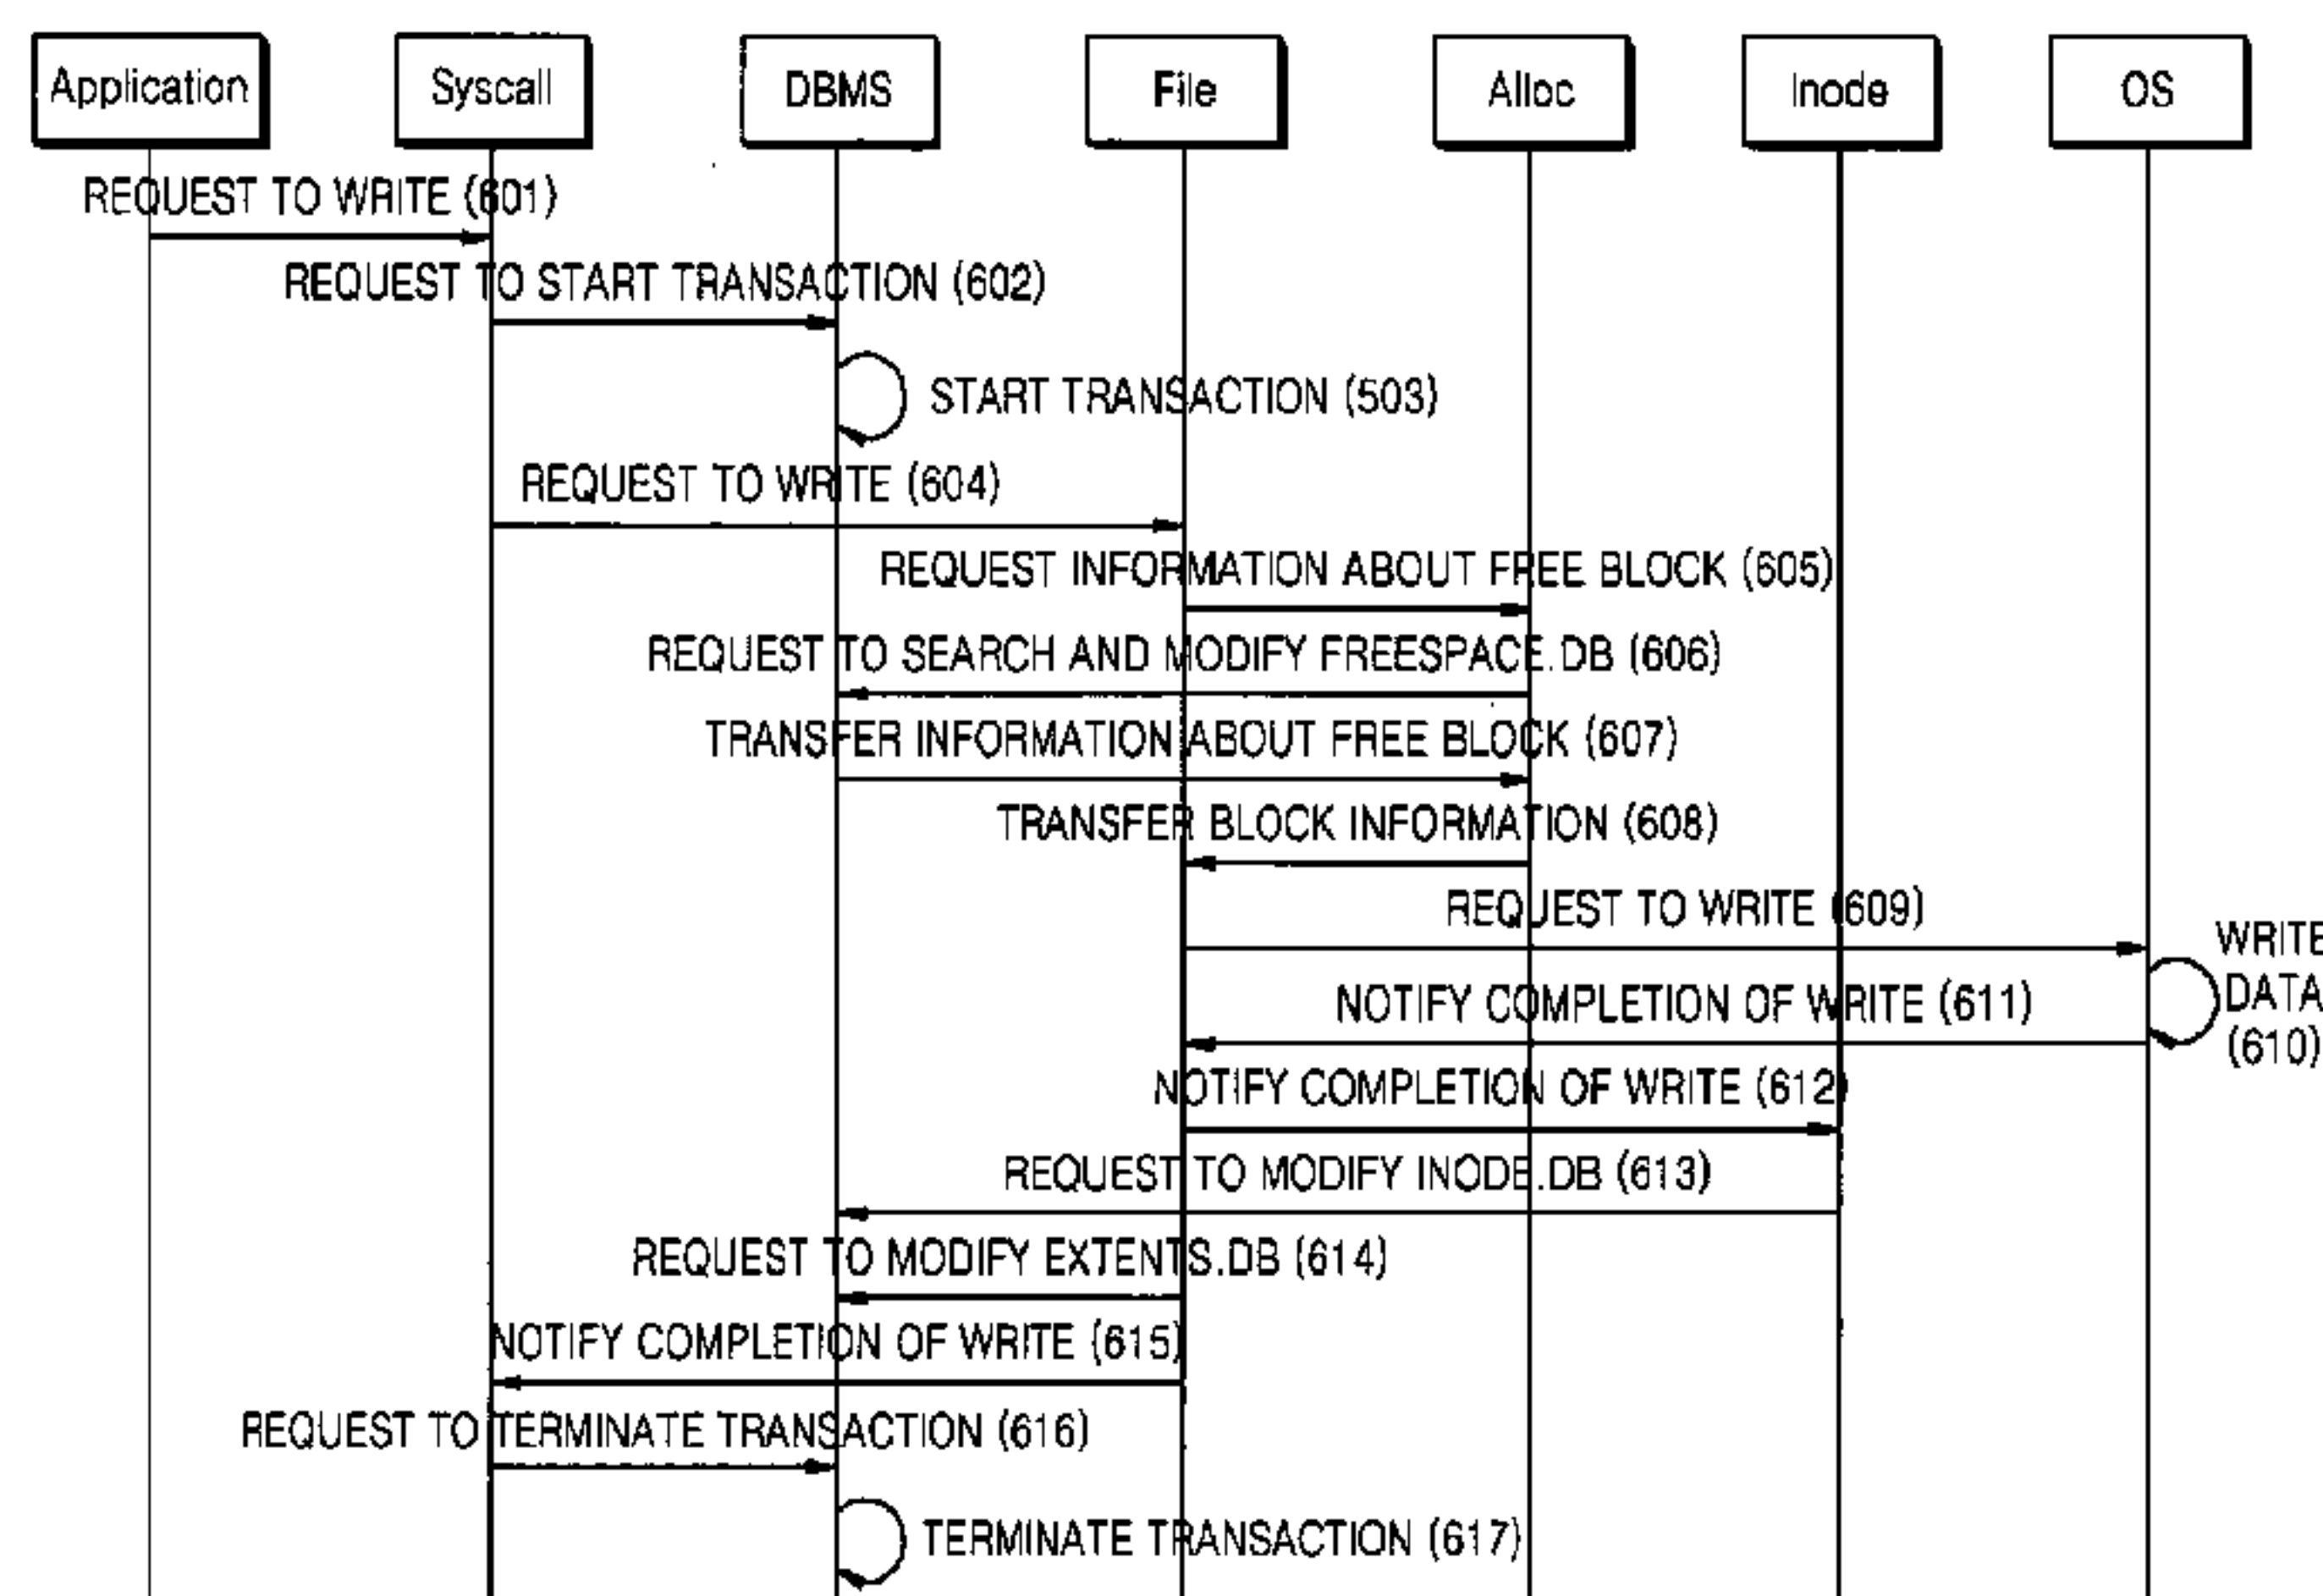 Application
Syscall
DBMS
File
Alloc
Inode
OS
REQUEST TO WRITE (601)
REQUEST TO START TRANSACTION (602)
START TRANSACTION (503)
REQUEST TO WRITE (604)
REQUEST INFORMATION ABOUT FREE BLOCK (605)
REQUEST TO SEARCH AND MODIFY FREESPACE.DB (606)
TRANSFER INFORMATION ABOUT FREE BLOCK (607)
TRANSFER BLOCK INFORMATION (608)
REQUEST TO WRITE (609)
WRITE
DATA
(610)
NOTIFY COMPLETION OF WRITE (611)
NOTIFY COMPLETION OF WRITE (612)
REQUEST TO MODIFY INODE.DB (613)
REQUEST TO MODIFY EXTENTS.DB (614)
NOTIFY COMPLETION OF WRITE (615)
REQUEST TO TERMINATE TRANSACTION (616)
TERMINATE TRANSACTION (617)